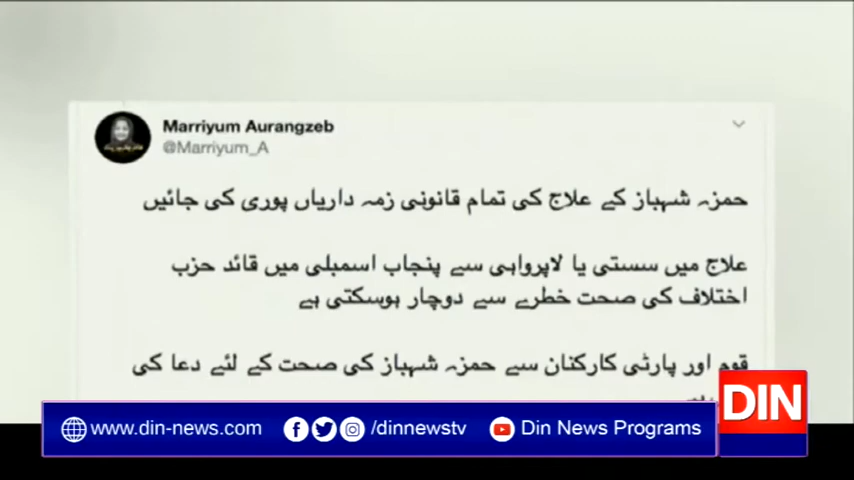 Marriyum Aurangzeb
@Marriyum_A
حمزہ شہباز کے علاج کی تمام قانونی زمہ داریاں پوری کی جائیں
علاج میں سستی یا لاپرواہی سے پنجاب اسمبلی میں قائد حزب
اختلاف کی صحت خطرے سے دوچار ہوسکتی ہے
قوم اور پارٹی کارکنان سے حمزہ شہباز کی صحت کے لئے دعا کی
DIN
www.din-news.com
/dinnewstv
Din News Programs